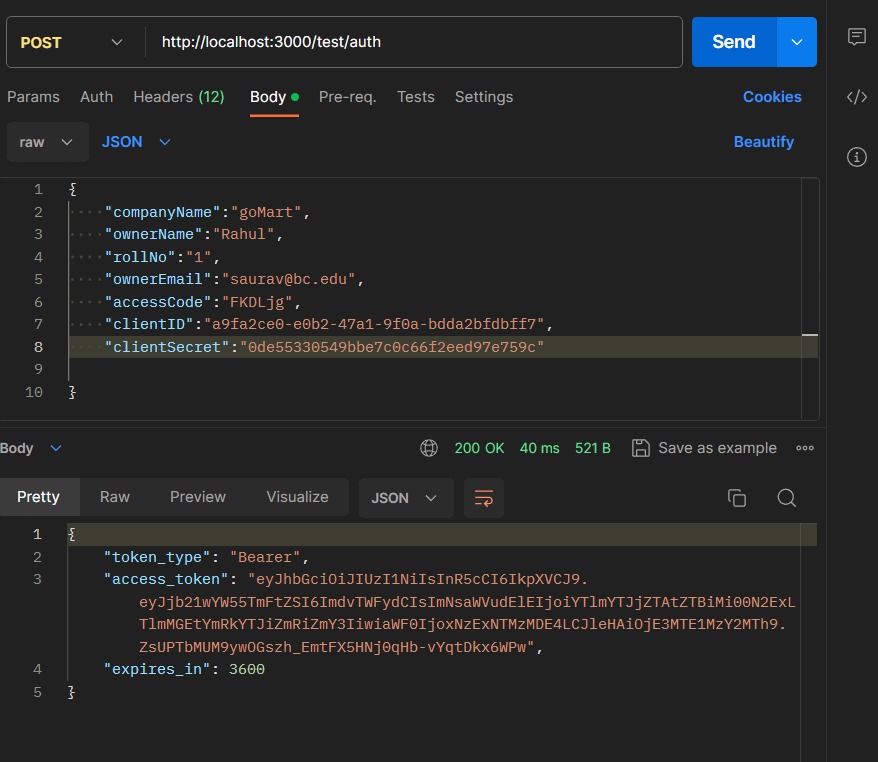 POST http://localhost:3000/test/auth Send
Params Auth Headers (12) Body Pre-req. Tests Settings Cookies
raw JSON Beautify
1 {
2 "companyName":"goMart",
3 "ownerName":"Rahul",
4 "rollNo":"1",
5 "ownerEmail":"saurav@bc.edu",
6 "accessCode":"FKDLjg",
7 "clientID":"a9fa2ce0-e0b2-47a1-9f0a-bdda2bfdbff7",
8 "clientSecret":"0de55330549bbe7c0c66f2eed97e759c"
9
10 }
Body 200 OK 40 ms 521 B Save as example
Pretty Raw Preview Visualize JSON
1 {
2 "token_type": "Bearer",
3 "access_token": "eyJhbGciOiJIUzI1NiIsInR5cCI6IkpXVCJ9.
eyJjb21wYW55TmFtZSI6ImdvTWFydCIsImNsaWVudElEIjoiYTlmYTJjZTAtZTBiMi00N2ExL
TlmMGEtYmRkYTJiZmRiZmY3IiwiaWF0IjoxNzExNTMzMDE4LCJleHAiOjE3MTE1MzY2MTh9.
ZsUPTbMUM9ywOGszh_EmtFX5HNj0qHb-vYqtDkx6WPw",
4 "expires_in": 3600
5 }